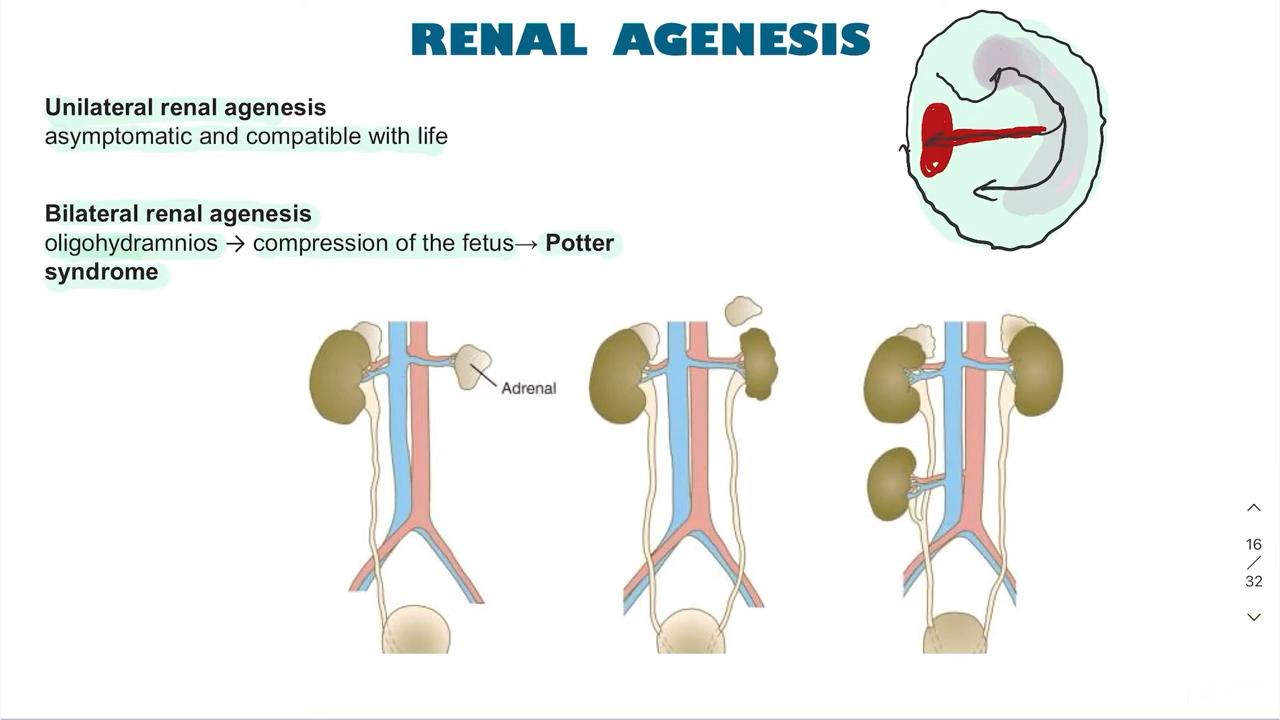 RENAL AGENESIS
Unilateral renal agenesis
asymptomatic and compatible with life
Bilateral renal agenesis
oligohydramnios → compression of the fetus→ Potter
syndrome
Adrenal
16
/
32